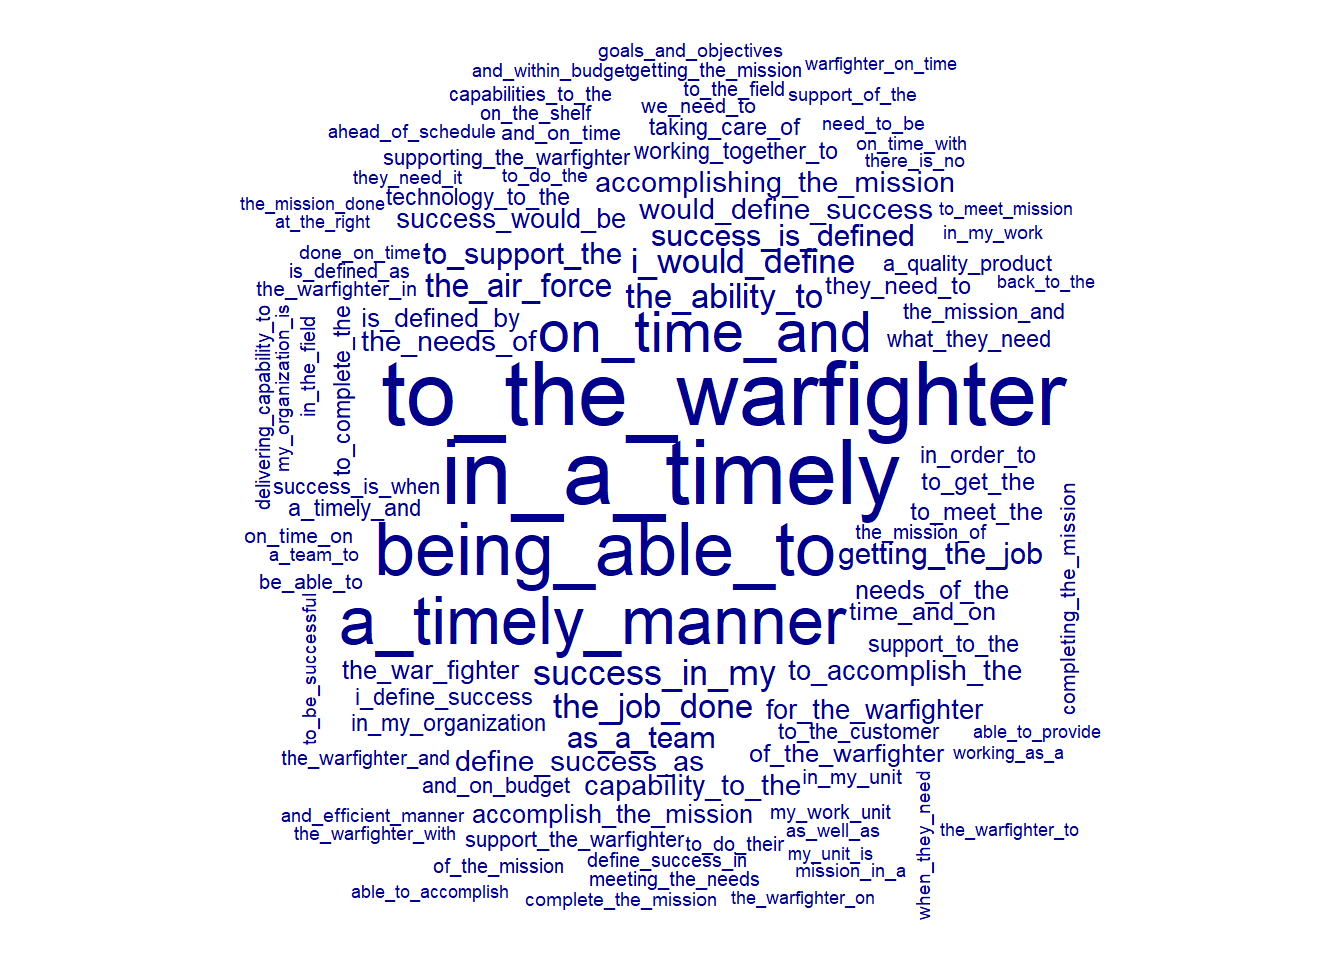 goals_and_objectives
and_within_budget
getting_the_mission
warfighter_on_time
capabilities_to_the
to_the_field
support_of_the
on_the_shelf
we_need_to
ahead_of_schedule
and_on_time
taking_care_of
need_to_be
supporting_the_warfighter
working_together_to
on_time_with
there_is_no
they_need_it
to_do_the
accomplishing_the_mission
the_mission_done
technology_to_the
at_the_right
success_would_be
would_define_success
to_meet_mission
success_is_defined
in_my_work
done_on_time
to_support_the
i_would_define
a_quality_product
is_defined_as
the_warfighter_in
the_air_force
the_ability_to
they_need_to
back_to_the
the_mission_and
delivering_capability_to
my_organization_is
in_the_field
to_complete_the
is_defined_by
the_needs_of
on_time_and
what_they_need
to_the_warfighter
in_a_timely
in_order_to
to_get_the
success_is_when
a_timely_and
to_meet_the
on_time_on
a_team_to
be_able_to
being_able_to
the_mission_of
getting_the_job
completing_the_mission
needs_of_the
a_timely_manner
time_and_on
to_be_successful
support_to_the
the_war_fighter
success_in_my
to_accomplish_the
i_define_success
in_my_organization
the_job_done
for_the_warfighter
as_a_team
to_the_customer
able_to_provide
the_warfighter_and
define_success_as
of_the_warfighter
working_as_a
and_on_budget
capability_to_the
in_my_unit
when_they_need
and_efficient_manner
accomplish_the_mission
my_work_unit
the_warfighter_with
support_the_warfighter
to_do_their
as_well_as
the_warfighter_to
of_the_mission
define_success_in
my_unit_is
meeting_the_needs
mission_in_a
able_to_accomplish
complete_the_mission
the_warfighter_on